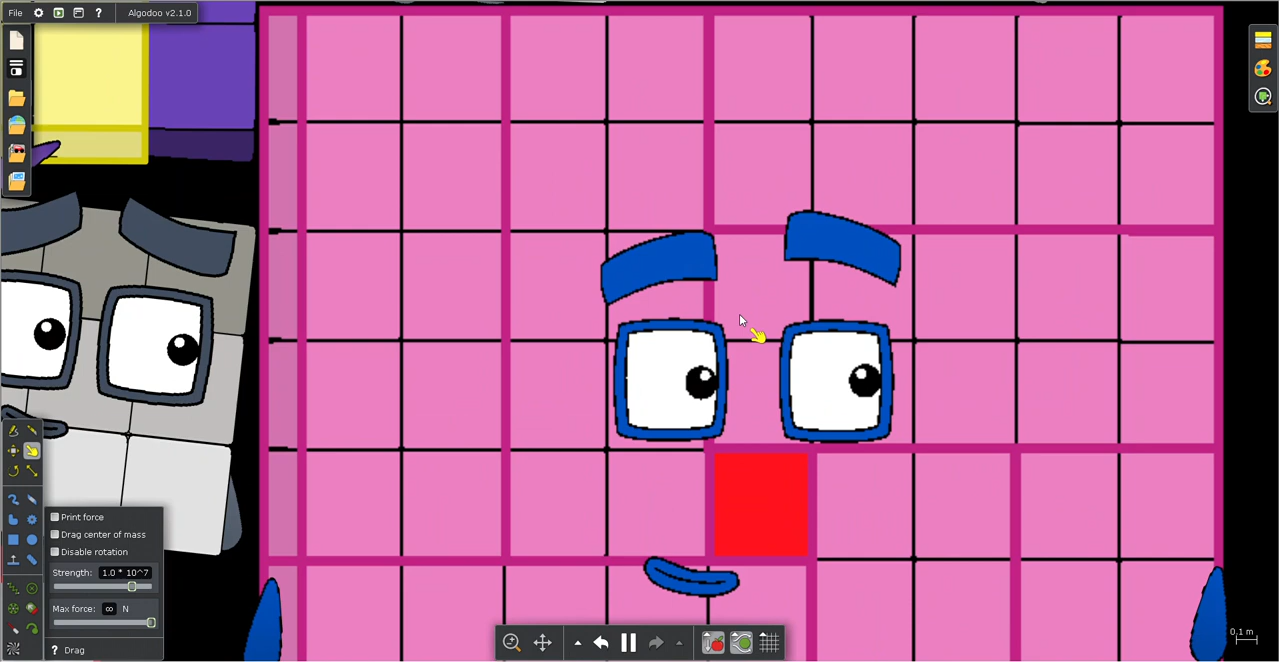 File ? Algodoo v2.1.0
Print force
Drag center of mass
Disable rotation
Strength: 1.0 * 10^7
Max force: ∞ N
? Drag
0.1 m